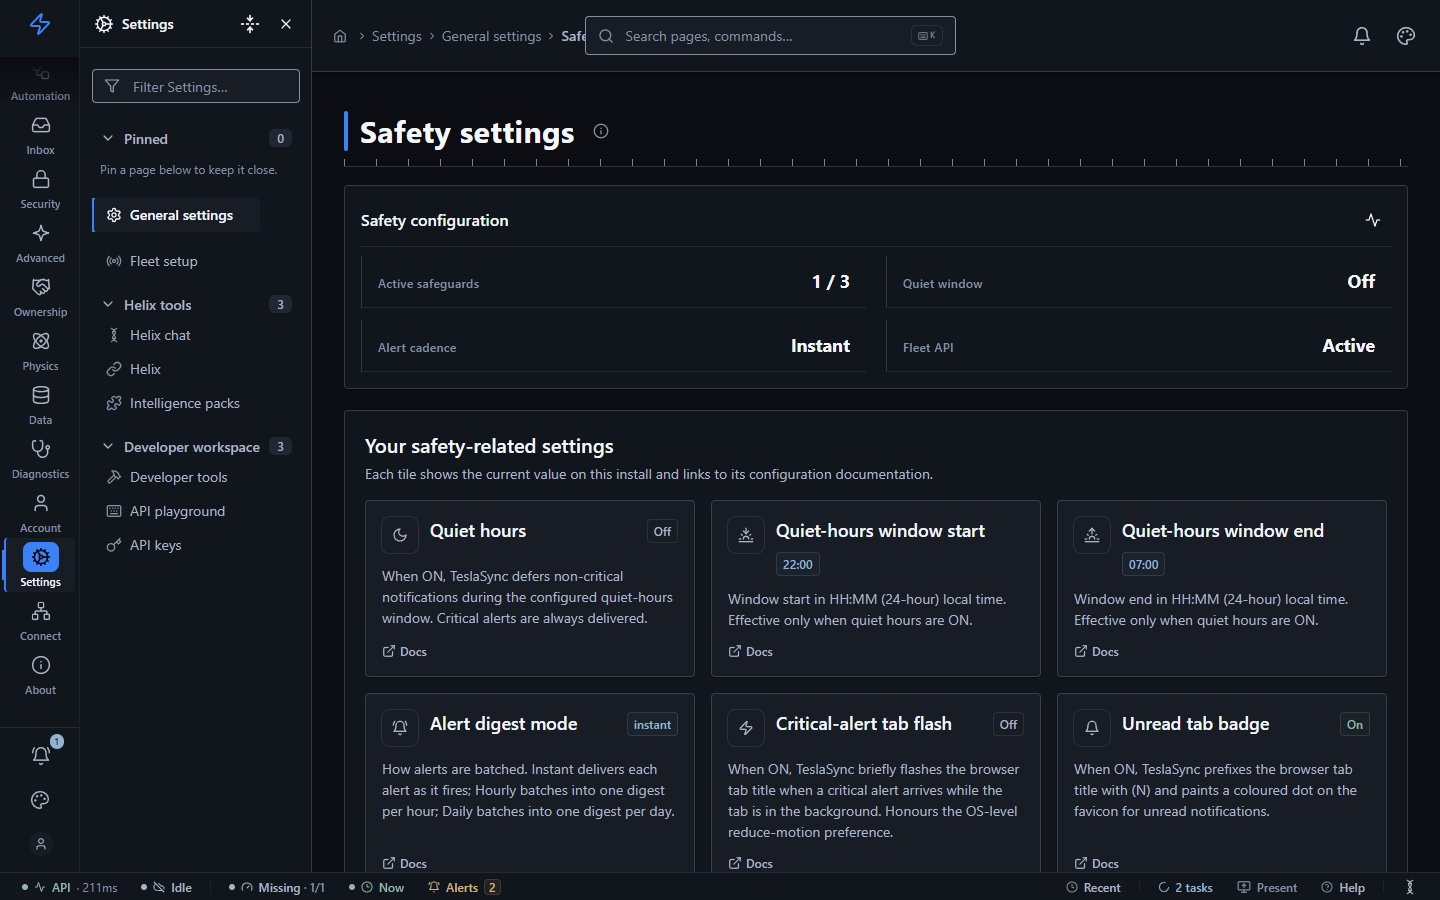 Settings
Settings
General settings
Safe
Search pages, commands...
K
Automation
Inbox
Security
Advanced
Ownership
Physics
Data
Diagnostics
Account
Settings
Connect
About
1
Filter Settings...
Pinned
0
Pin a page below to keep it close.
General settings
Fleet setup
Helix tools
3
Helix chat
Helix
Intelligence packs
Developer workspace
3
Developer tools
API playground
API keys
Safety settings
Safety configuration
Active safeguards
1 / 3
Quiet window
Off
Alert cadence
Instant
Fleet API
Active
Your safety-related settings
Each tile shows the current value on this install and links to its configuration documentation.
Quiet hours
Off
When ON, TeslaSync defers non-critical
notifications during the configured quiet-hours
window. Critical alerts are always delivered.
Docs
Quiet-hours window start
22:00
Window start in HH:MM (24-hour) local time.
Effective only when quiet hours are ON.
Docs
Quiet-hours window end
07:00
Window end in HH:MM (24-hour) local time.
Effective only when quiet hours are ON.
Docs
Alert digest mode
instant
How alerts are batched. Instant delivers each
alert as it fires; Hourly batches into one digest
per hour; Daily batches into one digest per day.
Docs
Critical-alert tab flash
Off
When ON, TeslaSync briefly flashes the browser
tab title when a critical alert arrives while the
tab is in the background. Honours the OS-level
reduce-motion preference.
Docs
Unread tab badge
On
When ON, TeslaSync prefixes the browser tab
title with (N) and paints a coloured dot on the
favicon for unread notifications.
Docs
API · 211ms
Idle
Missing · 1/1
Now
Alerts 2
Recent
2 tasks
Present
Help